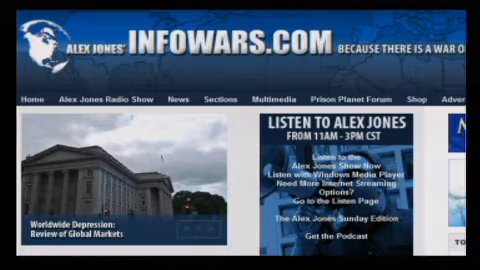 ALEX JONES' INFOWARS.COM BECAUSE THERE IS A WAR O
Home Alex Jones Radio Show News Sections Multimedia Prison Planet Forum Shop Adver
LISTEN TO ALEX JONES
FROM 11AM - 3PM CST
Listen to the
Alex Jones Show Now
Listen with Windows Media Player
Need More Internet Streaming
Options?
Go to the Listen Page
The Alex Jones Sunday Edition
Get the Podcast
Worldwide Depression:
Review of Global Markets
TO